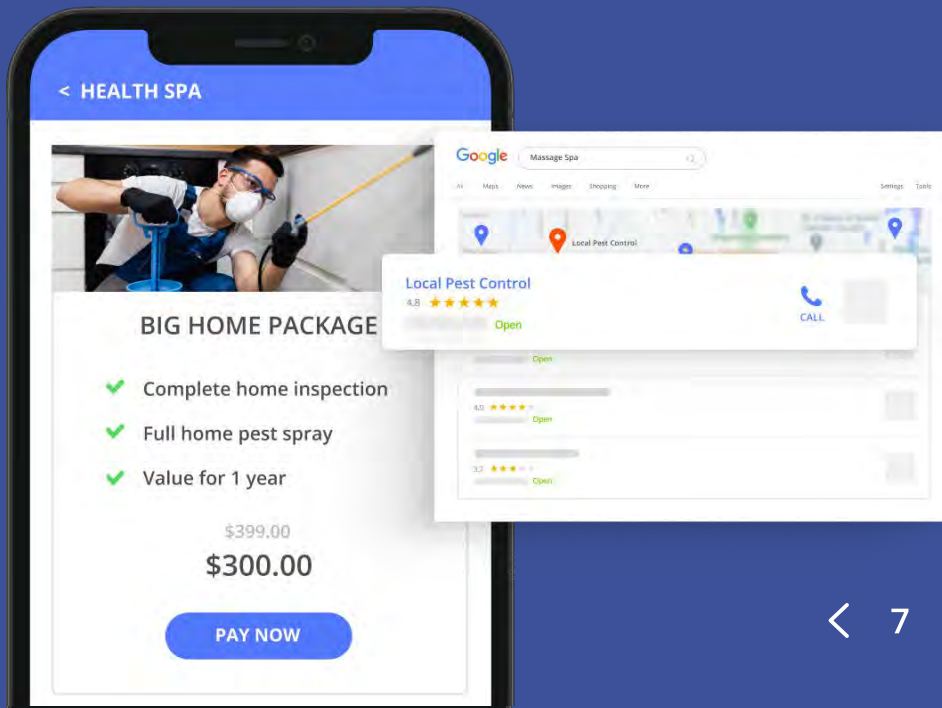 < HEALTH SPA
BIG HOME PACKAGE
Complete home inspection
Full home pest spray
Value for 1 year
$399.00
$300.00
PAY NOW
Google Massage Spa
All Maps News Images Shopping More Settings Tools
Local Pest Control
Local Pest Control
4,8
Open
CALL
Open
4,0
Open
3,2
Open
7